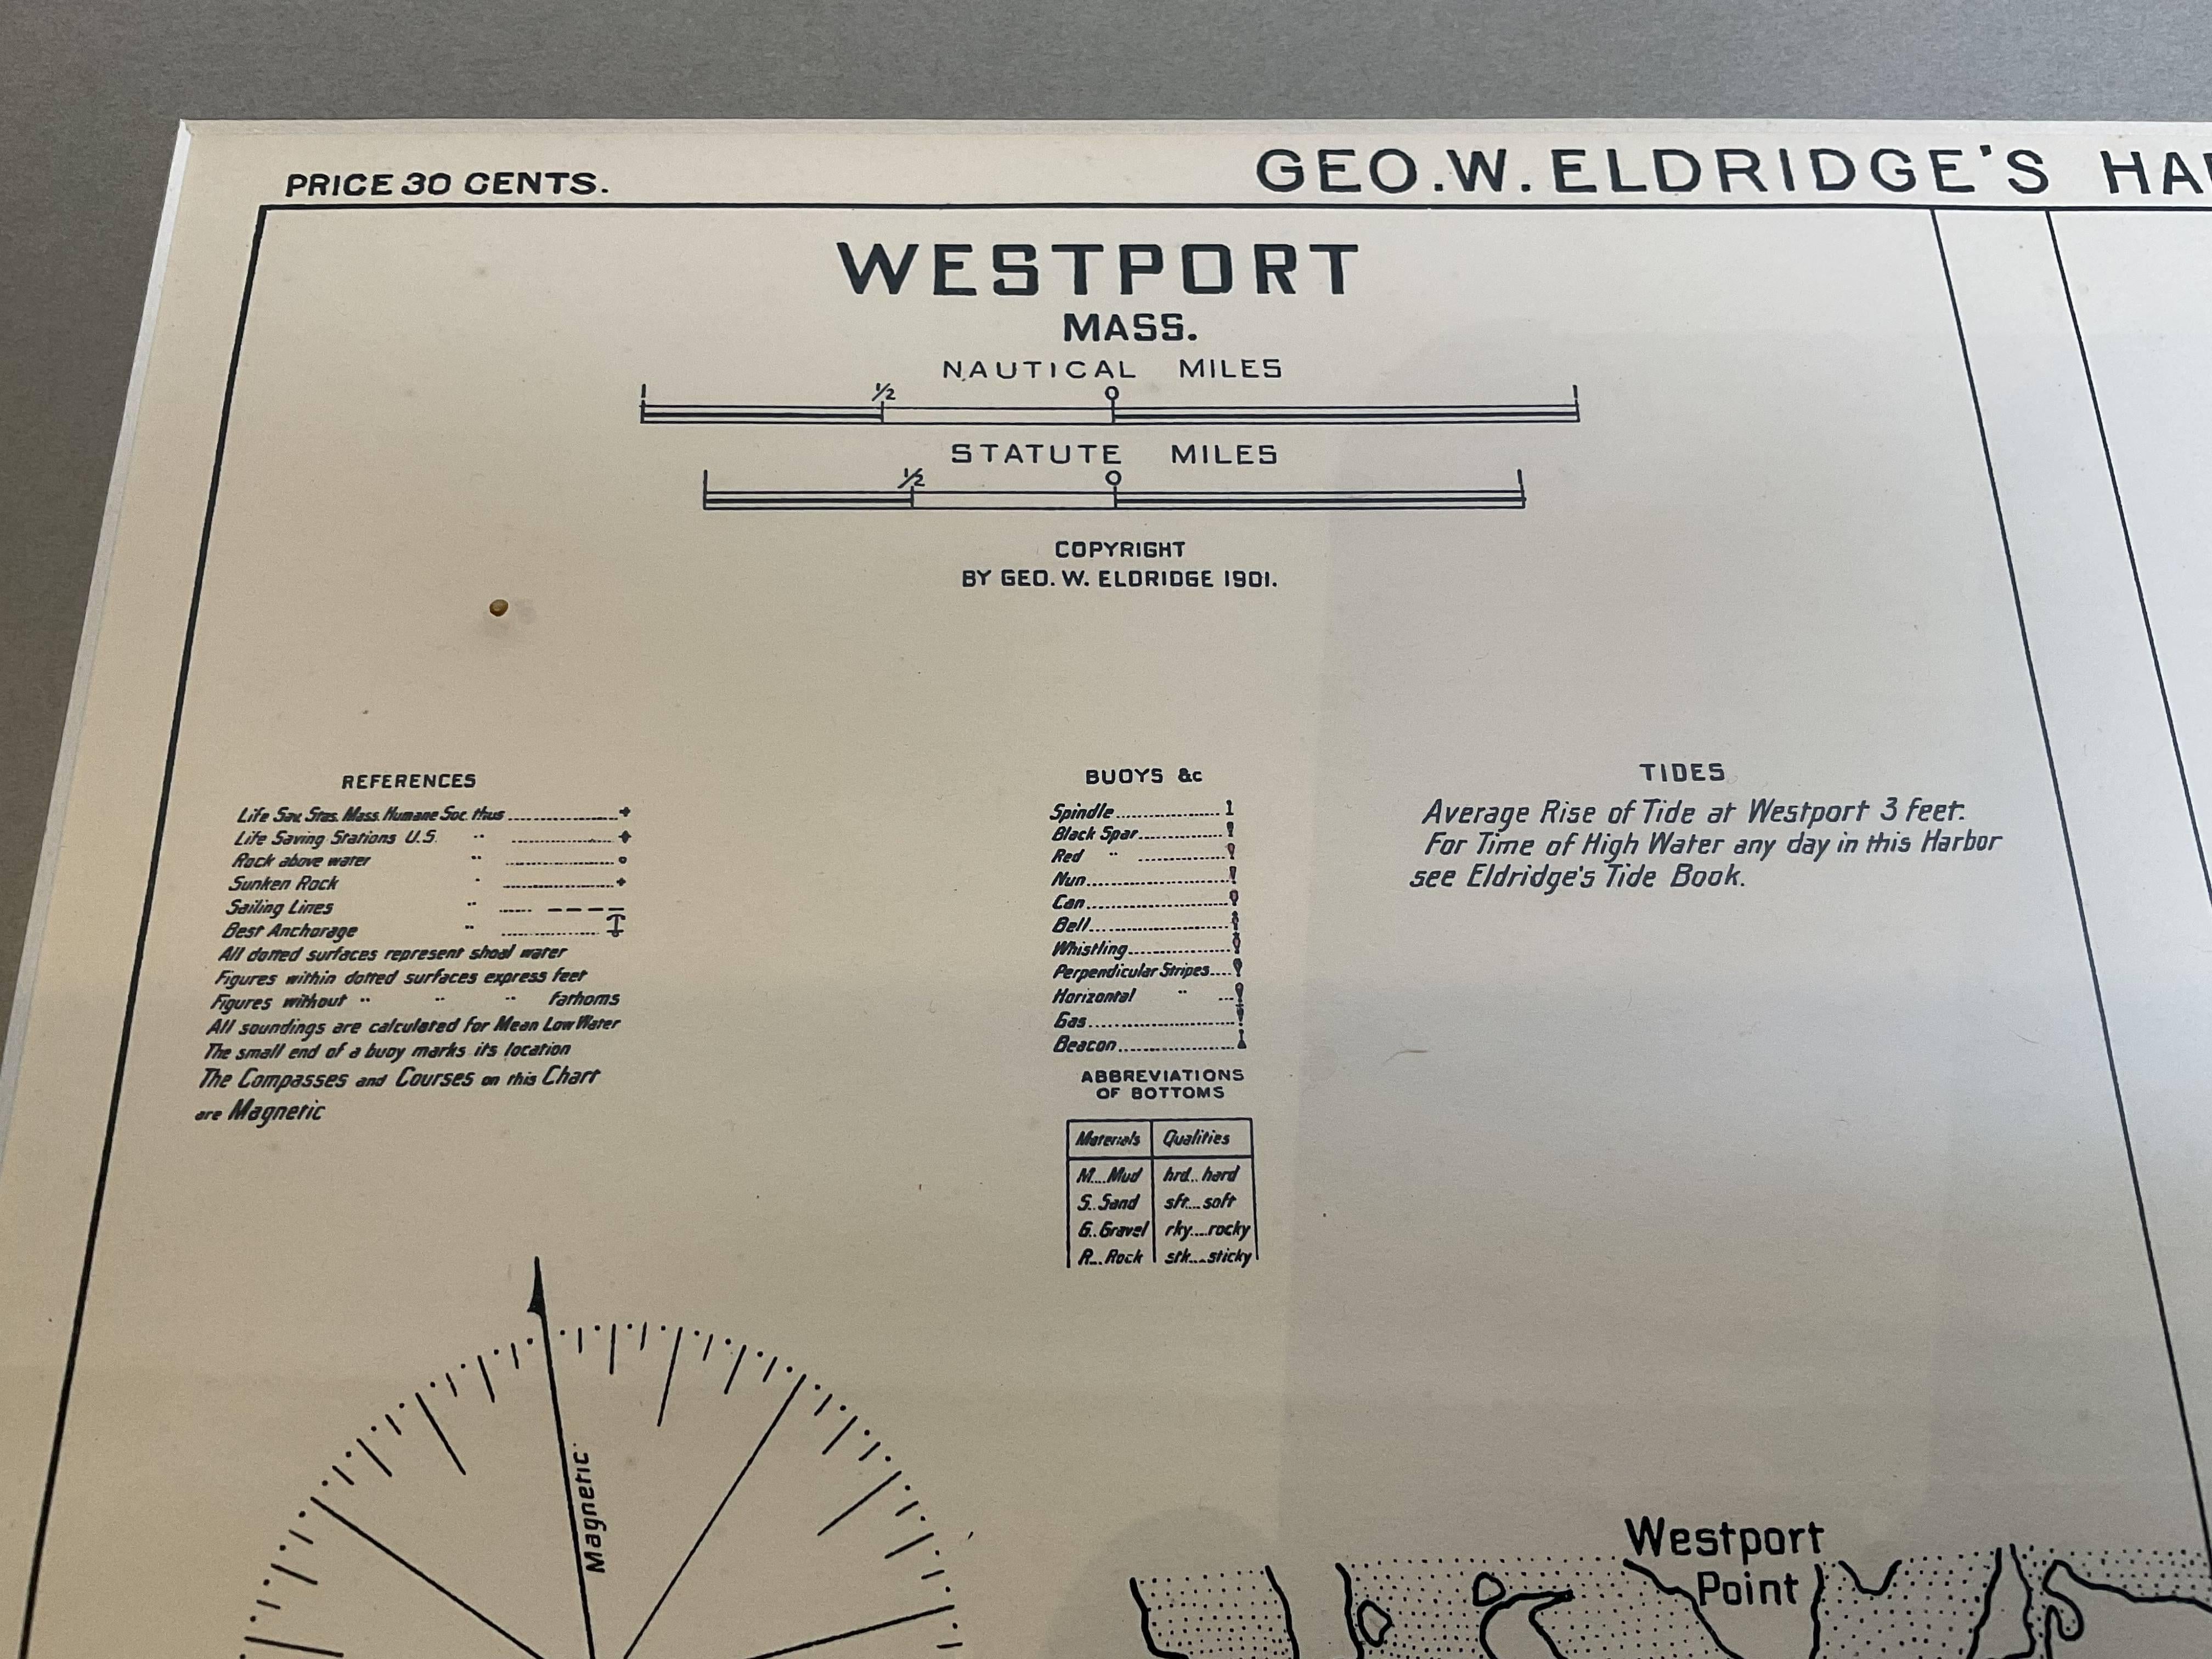 PRICE 30 CENTS.
GEO. W. ELDRIDGE'S HA
WESTPORT
MASS.
NAUTICAL MILES
1 ½ 0 1
STATUTE MILES
½ 0
COPYRIGHT
BY GEO. W. ELDRIDGE 1901.
REFERENCES
Life Sav. Stas. Mass. Humane Soc. thus
Life Saving Stations U.S. "
Rock above water "
Sunken Rock "
Sailing Lines "
Best Anchorage "
All dotted surfaces represent shoal water
Figures within dotted surfaces express feet
Figures without " " " fathoms
All soundings are calculated for Mean Low Water
The small end of a buoy marks its location
The Compasses and Courses on this Chart
are Magnetic
BUOYS &c
Spindle
Black Spar
Red "
Nun
Can
Bell
Whistling
Perpendicular Stripes
Horizontal "
Gas
Beacon
ABBREVIATIONS
OF BOTTOMS
Materials Qualities
M....Mud hrd...hard
S..Sand sft....soft
G..Gravel rky....rocky
R...Rock stk....sticky
TIDES
Average Rise of Tide at Westport 3 feet.
For Time of High Water any day in this Harbor
see Eldridge's Tide Book.
Magnetic
Westport
Point